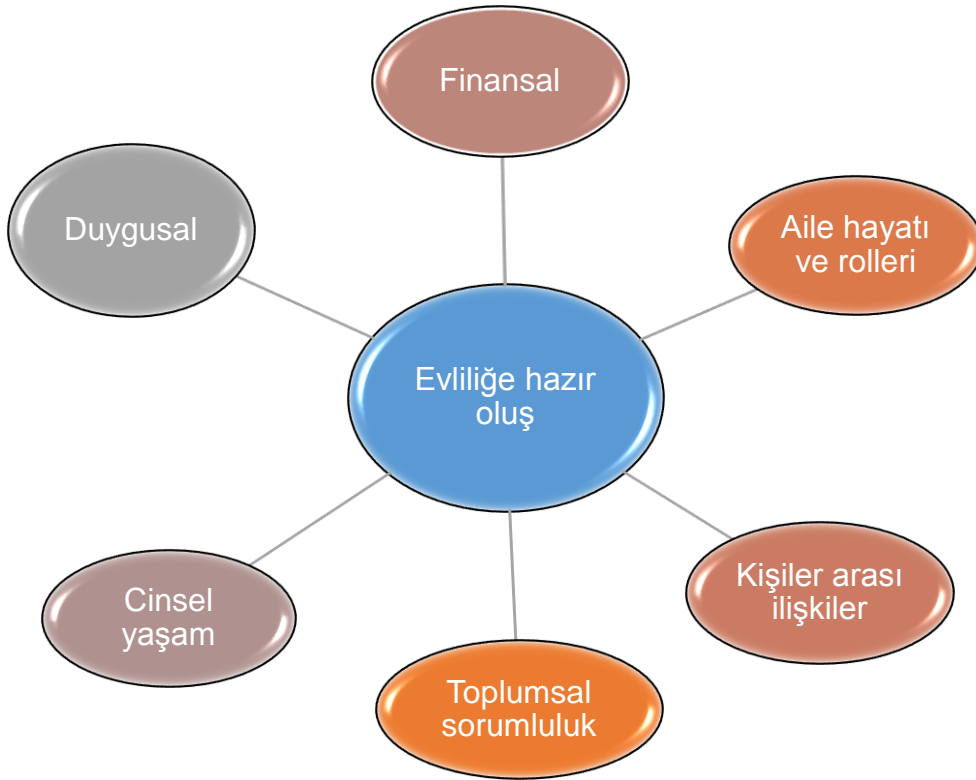 Finansal
Duygusal
Aile hayatı
ve rolleri
Evliliğe hazır
oluş
Cinsel
yaşam
Kişiler arası
ilişkiler
Toplumsal
sorumluluk